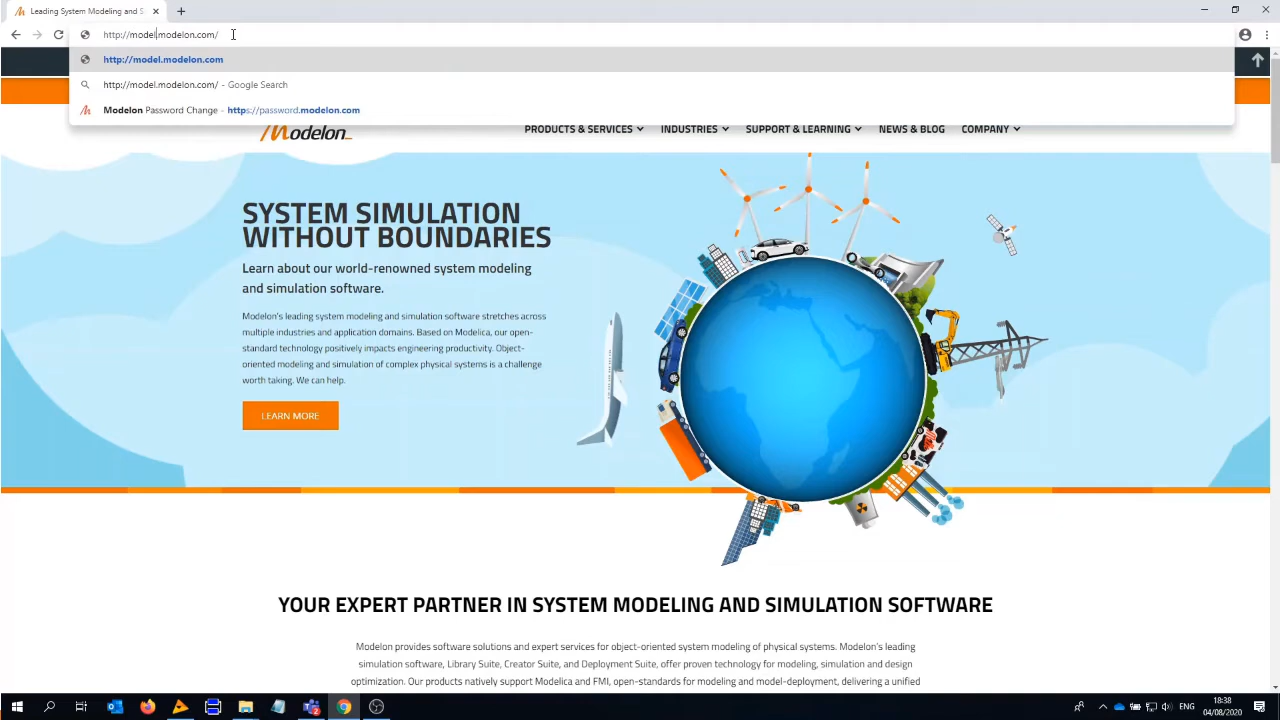 Leading System Modeling and S
http://model.modelon.com/
http://model.modelon.com
http://model.modelon.com/ - Google Search
Modelon Password Change - https://password.modelon.com
Modelon
PRODUCTS & SERVICES
INDUSTRIES
SUPPORT & LEARNING
NEWS & BLOG
COMPANY
SYSTEM SIMULATION
WITHOUT BOUNDARIES
Learn about our world-renowned system modeling
and simulation software.
Modelon's leading system modeling and simulation software stretches across
multiple industries and application domains. Based on Modelica, our open-
standard technology positively impacts engineering productivity. Object-
oriented modeling and simulation of complex physical systems is a challenge
worth taking. We can help.
LEARN MORE
YOUR EXPERT PARTNER IN SYSTEM MODELING AND SIMULATION SOFTWARE
Modelon provides software solutions and expert services for object-oriented system modeling of physical systems. Modelon's leading
simulation software, Library Suite, Creator Suite, and Deployment Suite, offer proven technology for modeling, simulation and design
optimization. Our products natively support Modelica and FMI, open-standards for modeling and model-deployment, delivering a unified
ENG
18:38
04/08/2020